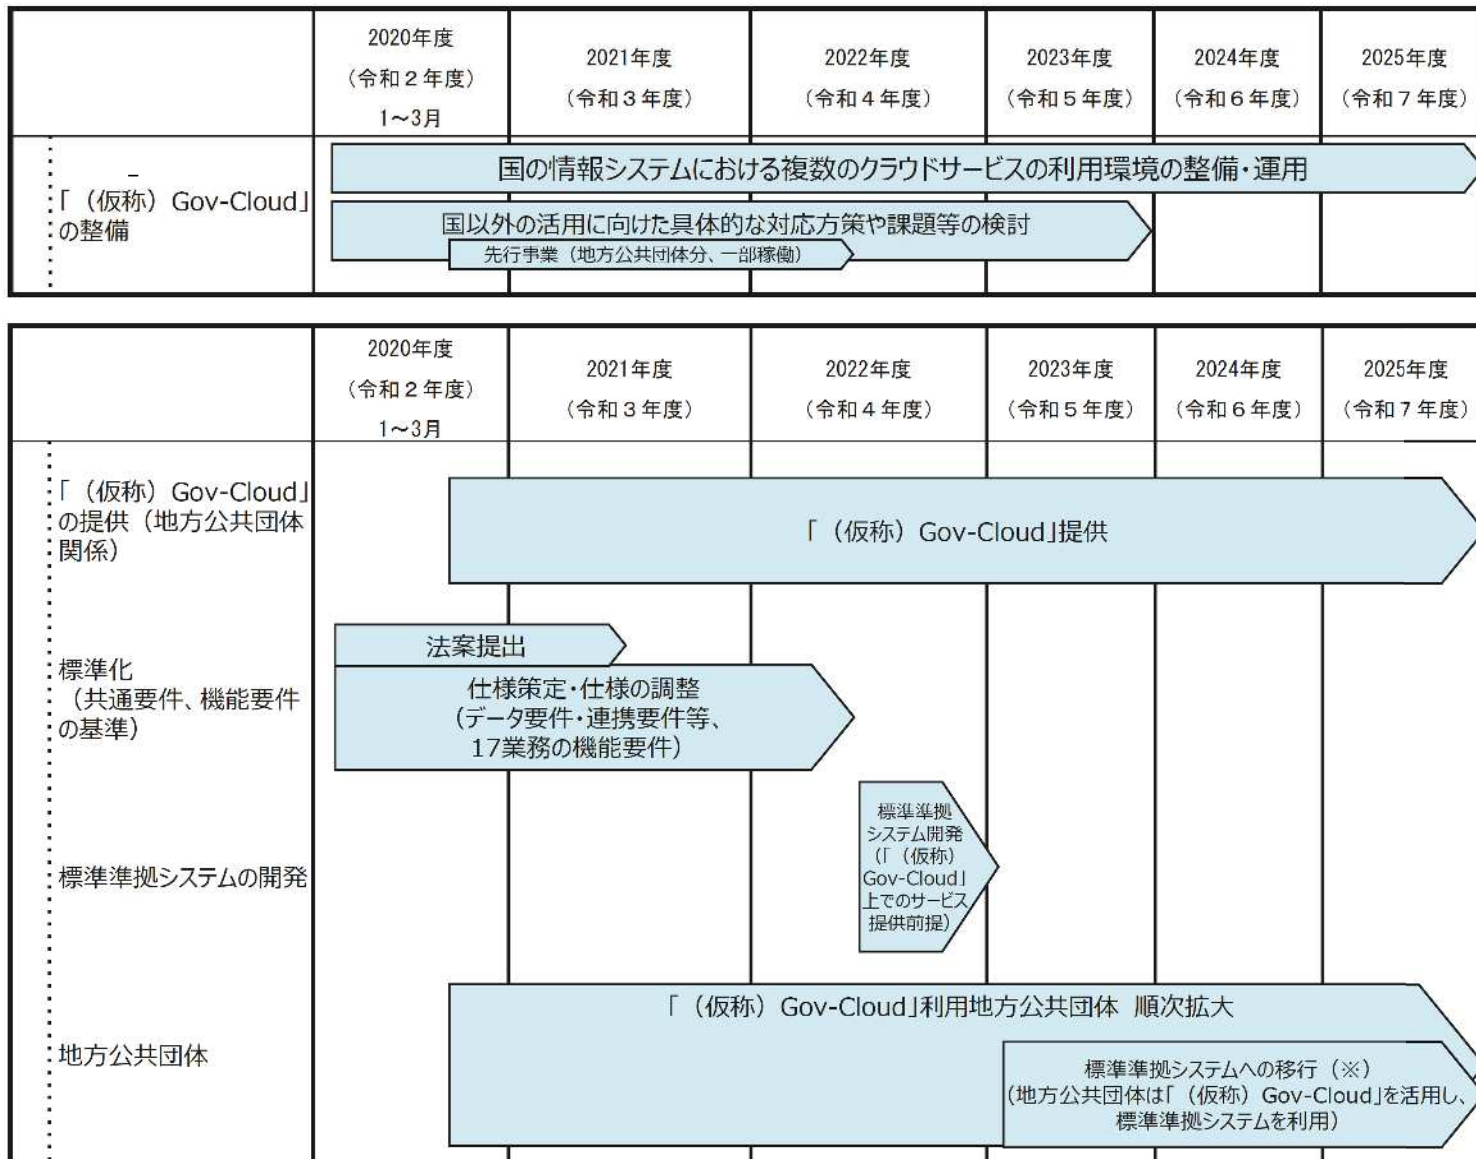 2020年度
(令和２年度)
1～3月
2021年度
(令和３年度)
2022年度
(令和４年度)
2023年度
(令和５年度)
2024年度
(令和６年度)
2025年度
(令和７年度)
－
「（仮称）Gov-Cloud」
の整備
国の情報システムにおける複数のクラウドサービスの利用環境の整備・運用
国以外の活用に向けた具体的な対応方策や課題等の検討
先行事業（地方公共団体分、一部稼働）
2020年度
(令和２年度)
1～3月
2021年度
(令和３年度)
2022年度
(令和４年度)
2023年度
(令和５年度)
2024年度
(令和６年度)
2025年度
(令和７年度)
「（仮称）Gov-Cloud」
の提供（地方公共団体
関係）
「（仮称）Gov-Cloud」提供
標準化
（共通要件、機能要件
の基準）
法案提出
仕様策定・仕様の調整
（データ要件・連携要件等、
17業務の機能要件）
標準準拠システムの開発
標準準拠
システム開発
（「（仮称）
Gov-Cloud」
上でのサービス
提供前提）
地方公共団体
「（仮称）Gov-Cloud」利用地方公共団体 順次拡大
標準準拠システムへの移行（※）
（地方公共団体は「（仮称）Gov-Cloud」を活用し、
標準準拠システムを利用）